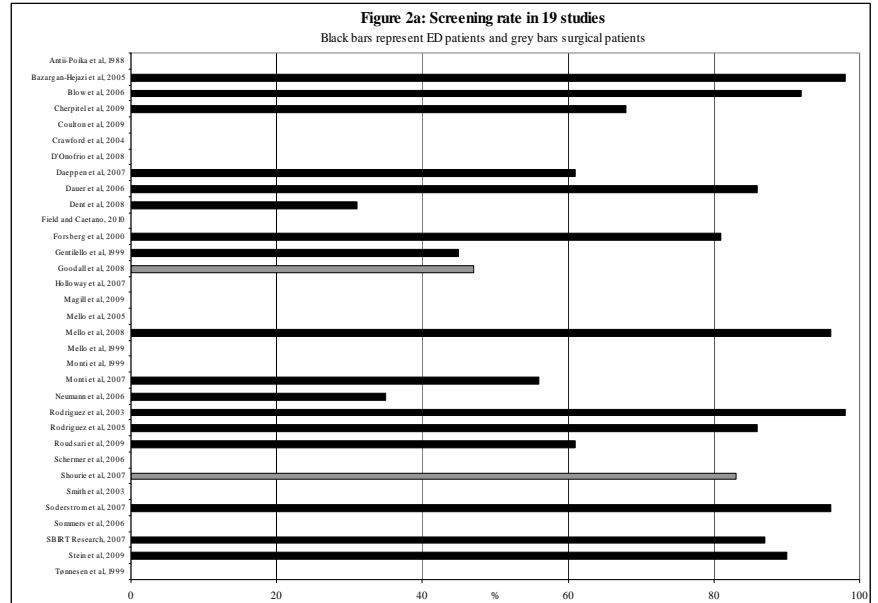 Figure 2a: Screening rate in 19 studies
Black bars represent ED patients and grey bars surgical patients
Antii-Poika et al, 1988
Bazargan-Hejazi et al, 2005
Blow et al, 2006
Cherpitel et al, 2009
Coulton et al, 2009
Crawford et al, 2004
D'Onofrio et al, 2008
Daeppen et al, 2007
Dauer et al, 2006
Dent et al, 2008
Field and Caetano, 2010
Forsberg et al, 2000
Gentilello et al, 1999
Goodall et al, 2008
Holloway et al, 2007
Magill et al, 2009
Mello et al, 2005
Mello et al, 2008
Mello et al, 1999
Monti et al, 1999
Monti et al, 2007
Neumann et al, 2006
Rodriguez et al, 2003
Rodriguez et al, 2005
Roudsari et al, 2009
Schermer et al, 2006
Shourie et al, 2007
Smith et al, 2003
Soderstrom et al, 2007
Sommers et al, 2006
SBIRT Research, 2007
Stein et al, 2009
Tønnesen et al, 1999
0 20 40 % 60 80 100